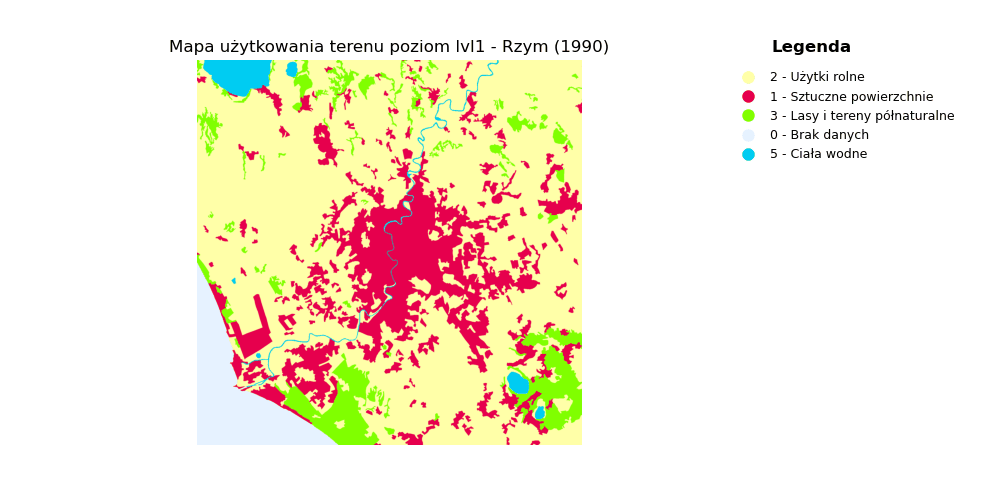 Mapa użytkowania terenu poziom lvl1 - Rzym (1990)
Legenda
2 - Użytki rolne
1 - Sztuczne powierzchnie
3 - Lasy i tereny półnaturalne
0 - Brak danych
5 - Ciała wodne